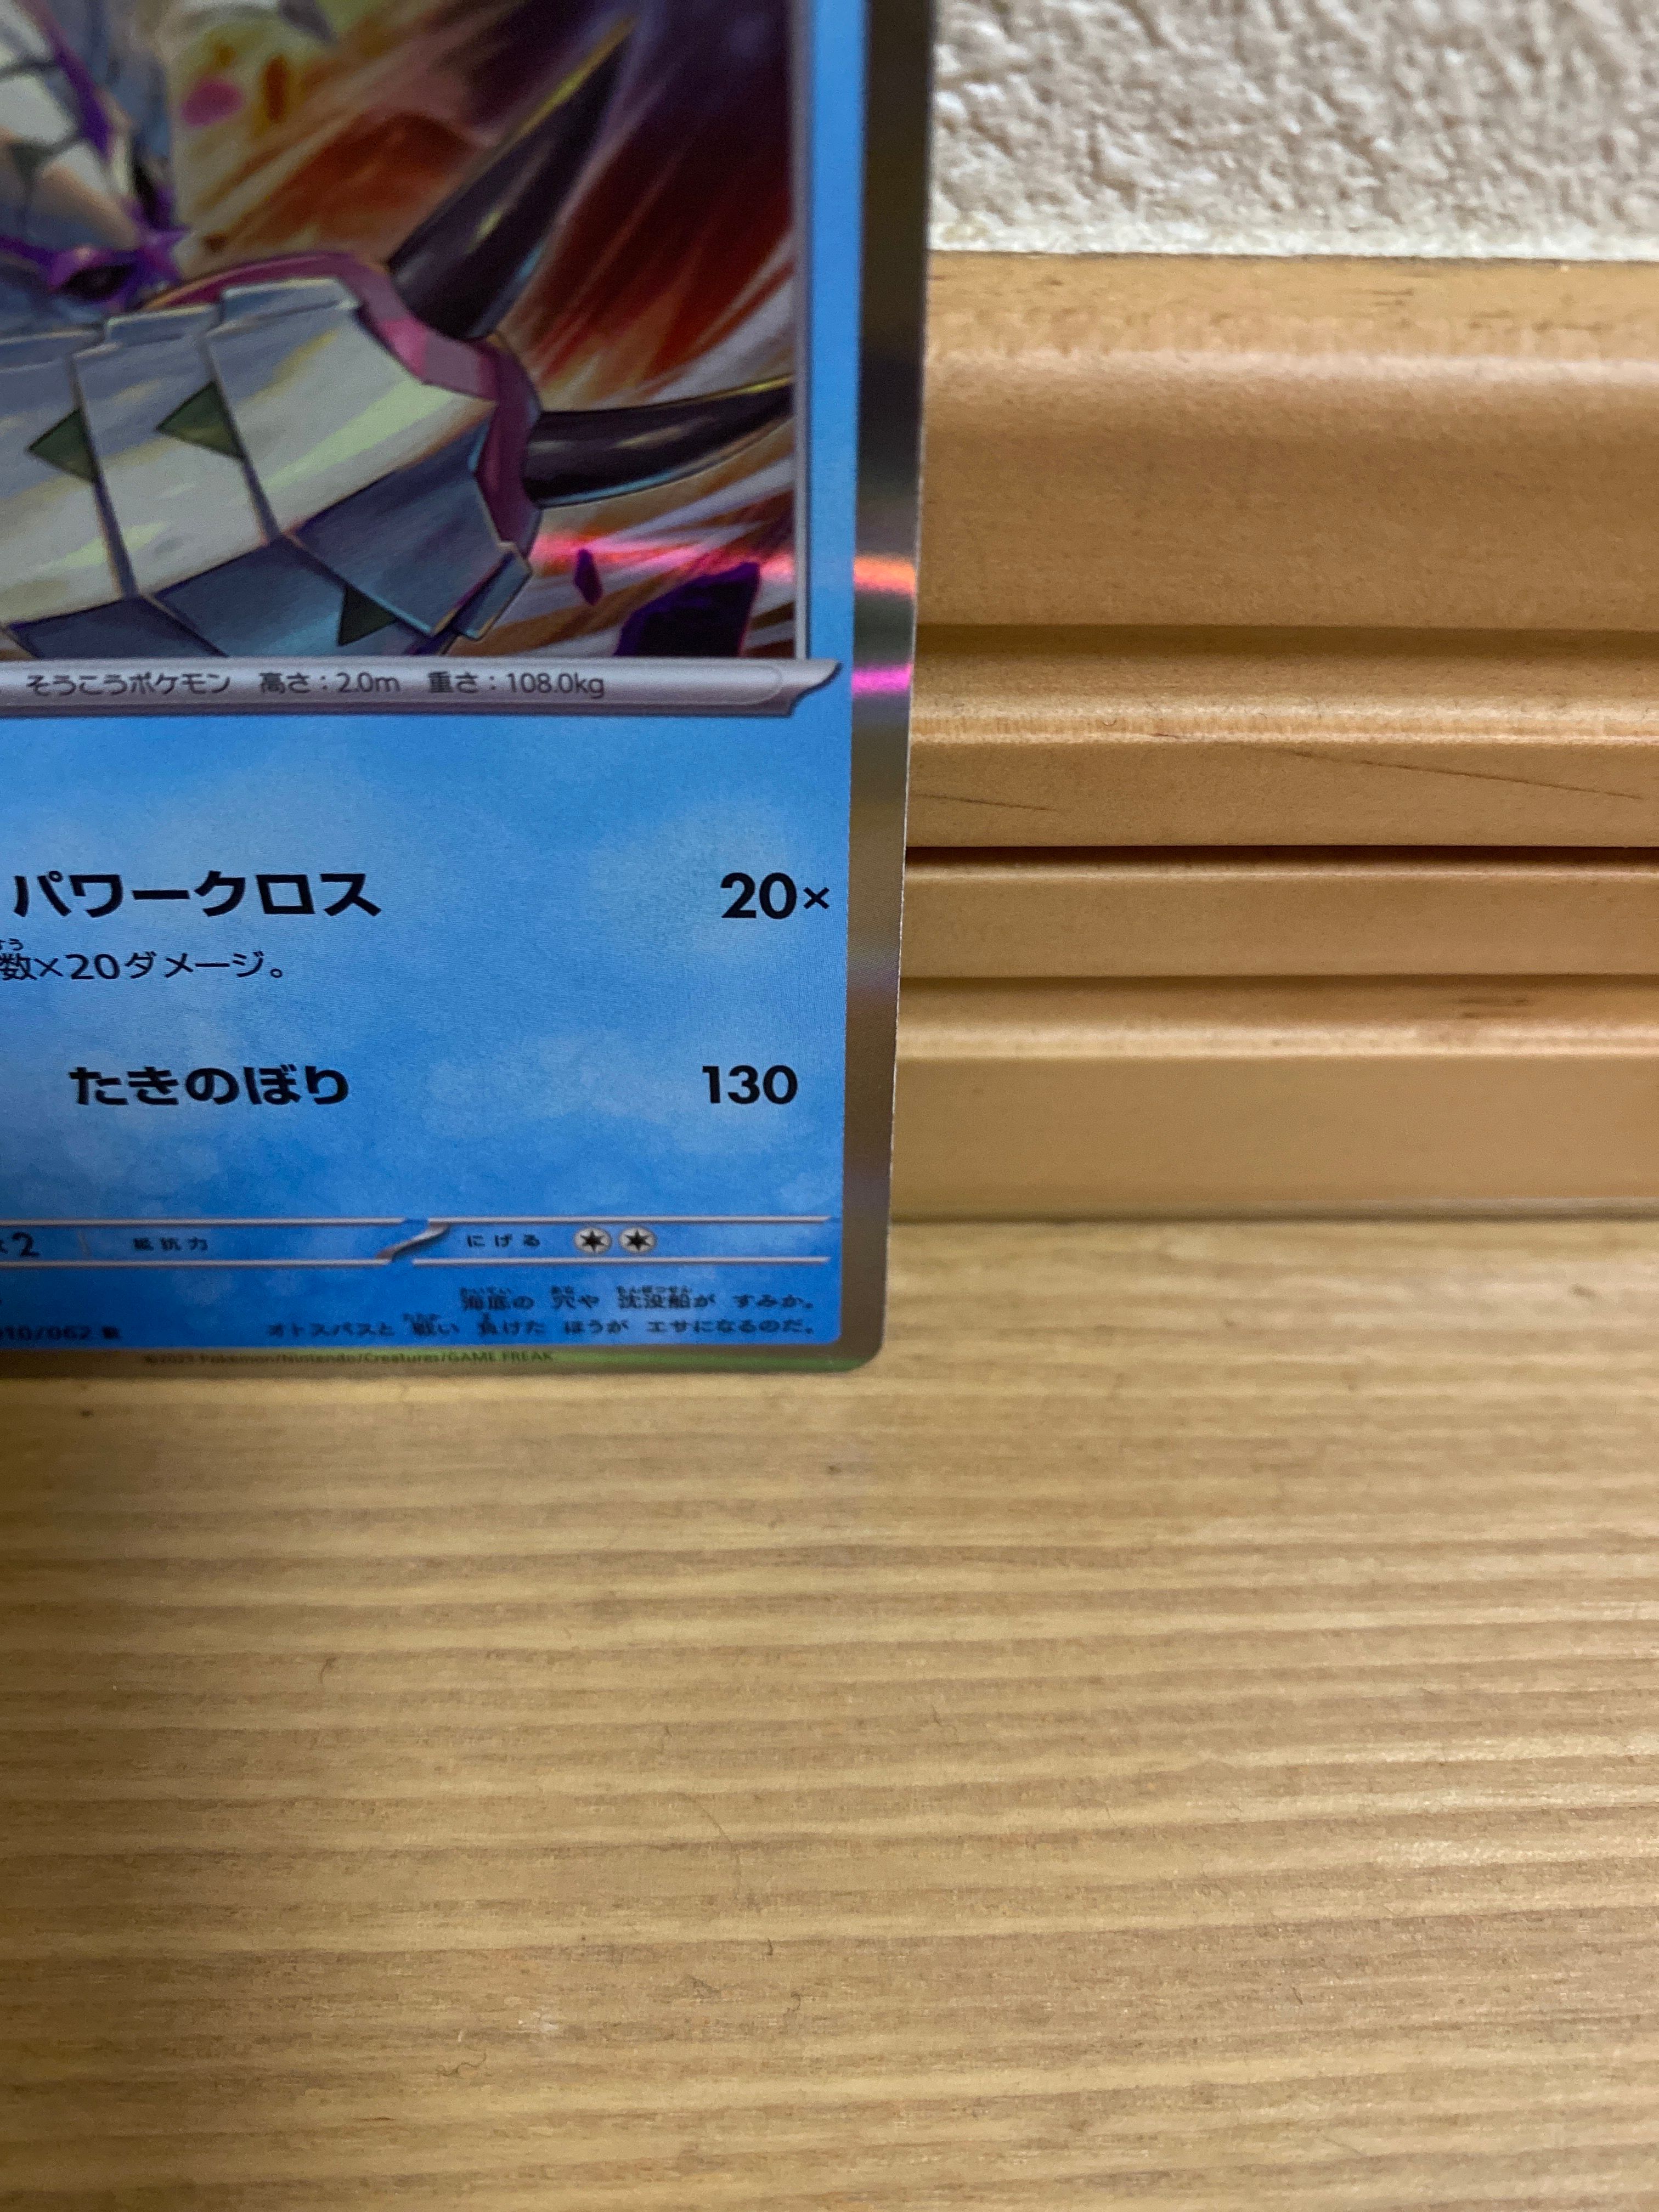 そうこうポケモン 高さ：2.0m 重さ：108.0kg
パワークロス 20×
数×20ダメージ。
たきのぼり 130
×2 抵抗力 にげる
海底の 穴や 沈没船が すみか。
010/062 R オトスパスと 戦い 負けた ほうが エサになるのだ。
©2023 Pokémon/Nintendo/Creatures/GAME FREAK.